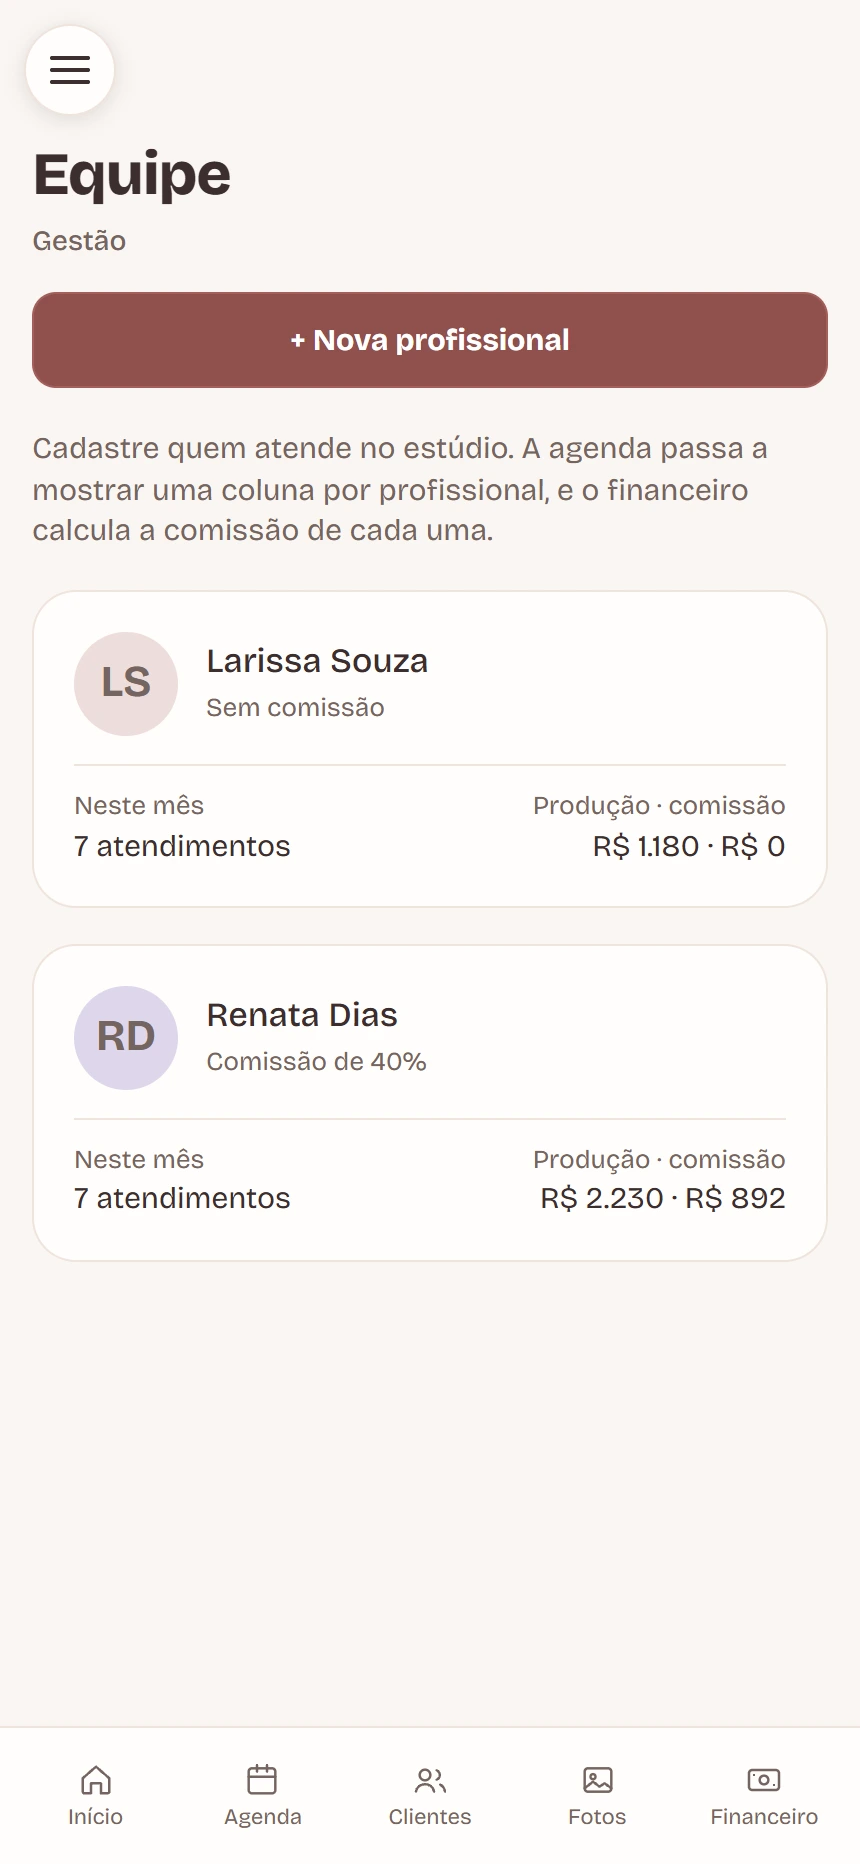 Equipe
Gestão
+ Nova profissional
Cadastre quem atende no estúdio. A agenda passa a
mostrar uma coluna por profissional, e o financeiro
calcula a comissão de cada uma.
LS
Larissa Souza
Sem comissão
Neste mês
Produção · comissão
7 atendimentos
R$ 1.180 · R$ 0
RD
Renata Dias
Comissão de 40%
Neste mês
Produção · comissão
7 atendimentos
R$ 2.230 · R$ 892
Início
Agenda
Clientes
Fotos
Financeiro